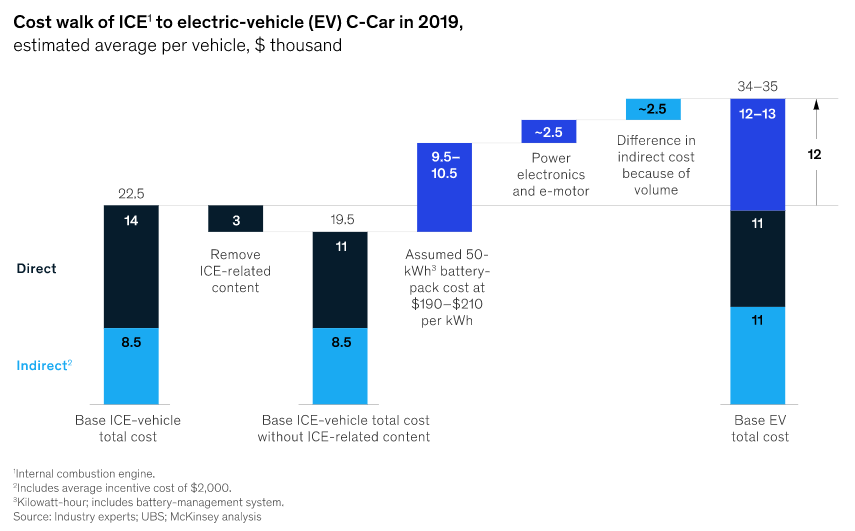 Cost walk of ICE¹ to electric-vehicle (EV) C-Car in 2019,
estimated average per vehicle, $ thousand
34–35
~2.5
12–13
~2.5
9.5–
10.5
Difference in
indirect cost
because of
volume
12
Power
electronics
and e-motor
22.5
14
3
19.5
11
11
Remove
ICE-related
content
Assumed 50-
kWh³ battery-
pack cost at
$190–$210
per kWh
Direct
8.5
8.5
11
Indirect²
Base ICE-vehicle
total cost
Base ICE-vehicle total cost
without ICE-related content
Base EV
total cost
¹Internal combustion engine.
²Includes average incentive cost of $2,000.
³Kilowatt-hour; includes battery-management system.
Source: Industry experts; UBS; McKinsey analysis